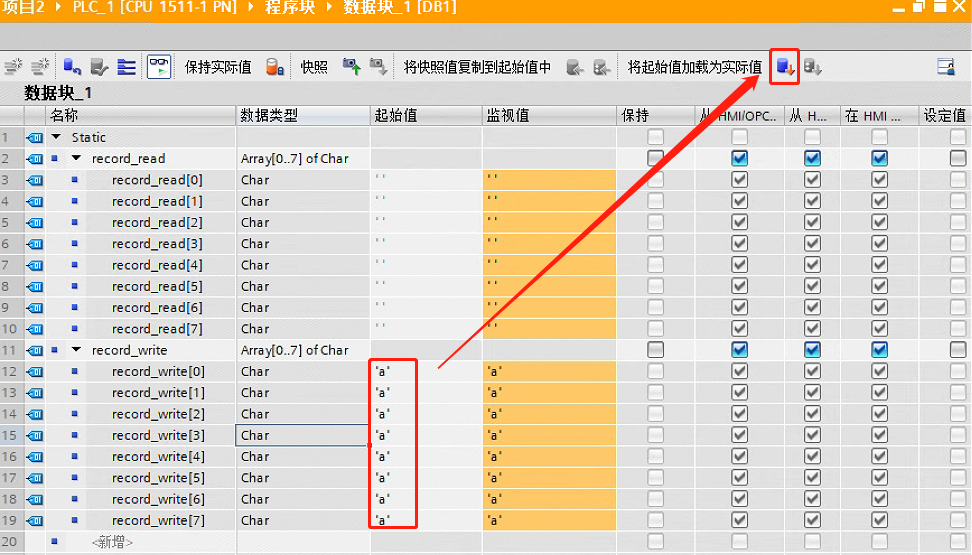 项目2 ▸ PLC_1 [CPU 1511-1 PN] ▸ 程序块 ▸ 数据块_1 [DB1]
保持实际值 快照 将快照值复制到起始值中 将起始值加载为实际值
数据块_1
名称 数据类型 起始值 监视值 保持 从 HMI/OPC... 从 H... 在 HMI ... 设定值
1 Static
2 record_read Array[0..7] of Char
3 record_read[0] Char ' ' ' '
4 record_read[1] Char ' ' ' '
5 record_read[2] Char ' ' ' '
6 record_read[3] Char ' ' ' '
7 record_read[4] Char ' ' ' '
8 record_read[5] Char ' ' ' '
9 record_read[6] Char ' ' ' '
10 record_read[7] Char ' ' ' '
11 record_write Array[0..7] of Char
12 record_write[0] Char 'a' 'a'
13 record_write[1] Char 'a' 'a'
14 record_write[2] Char 'a' 'a'
15 record_write[3] Char 'a' 'a'
16 record_write[4] Char 'a' 'a'
17 record_write[5] Char 'a' 'a'
18 record_write[6] Char 'a' 'a'
19 record_write[7] Char 'a' 'a'
20 <新增>